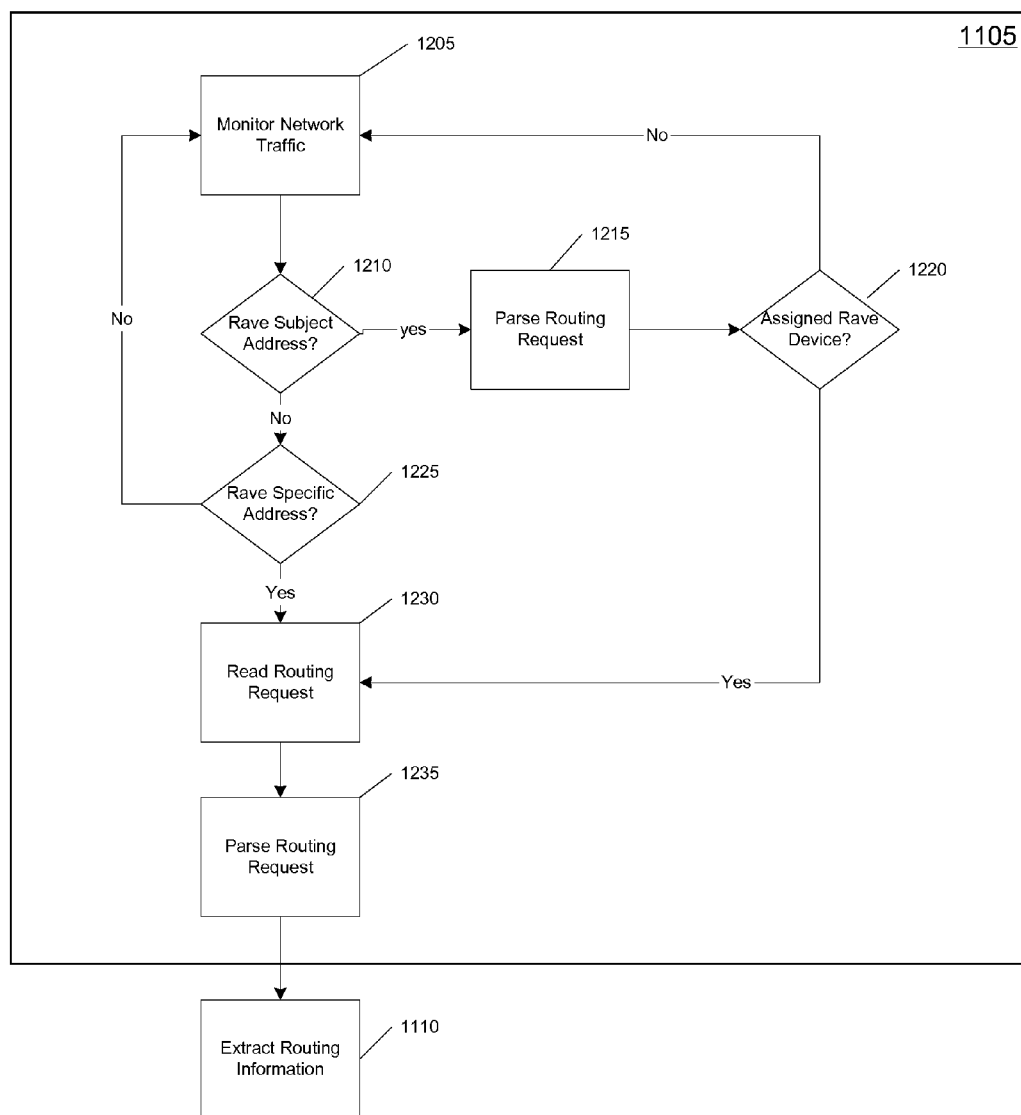 1105
1205
Monitor Network
Traffic
No
1215
1210
1220
No
Rave Subject
Address?
yes
Parse Routing
Request
Assigned Rave
Device?
No
1225
Rave Specific
Address?
Yes
1230
Read Routing
Request
Yes
1235
Parse Routing
Request
1110
Extract Routing
Information